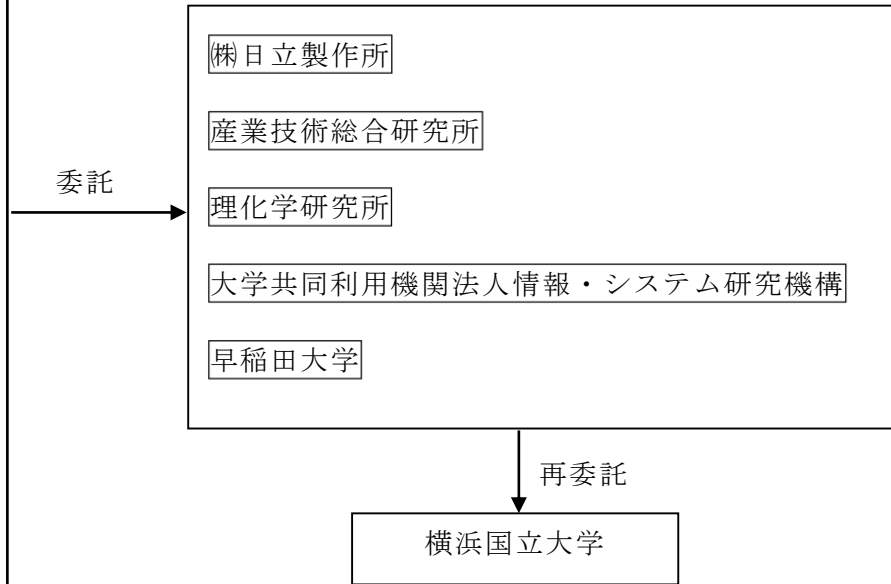 ㈱日立製作所
産業技術総合研究所
委託
理化学研究所
大学共同利用機関法人情報・システム研究機構
早稲田大学
再委託
横浜国立大学